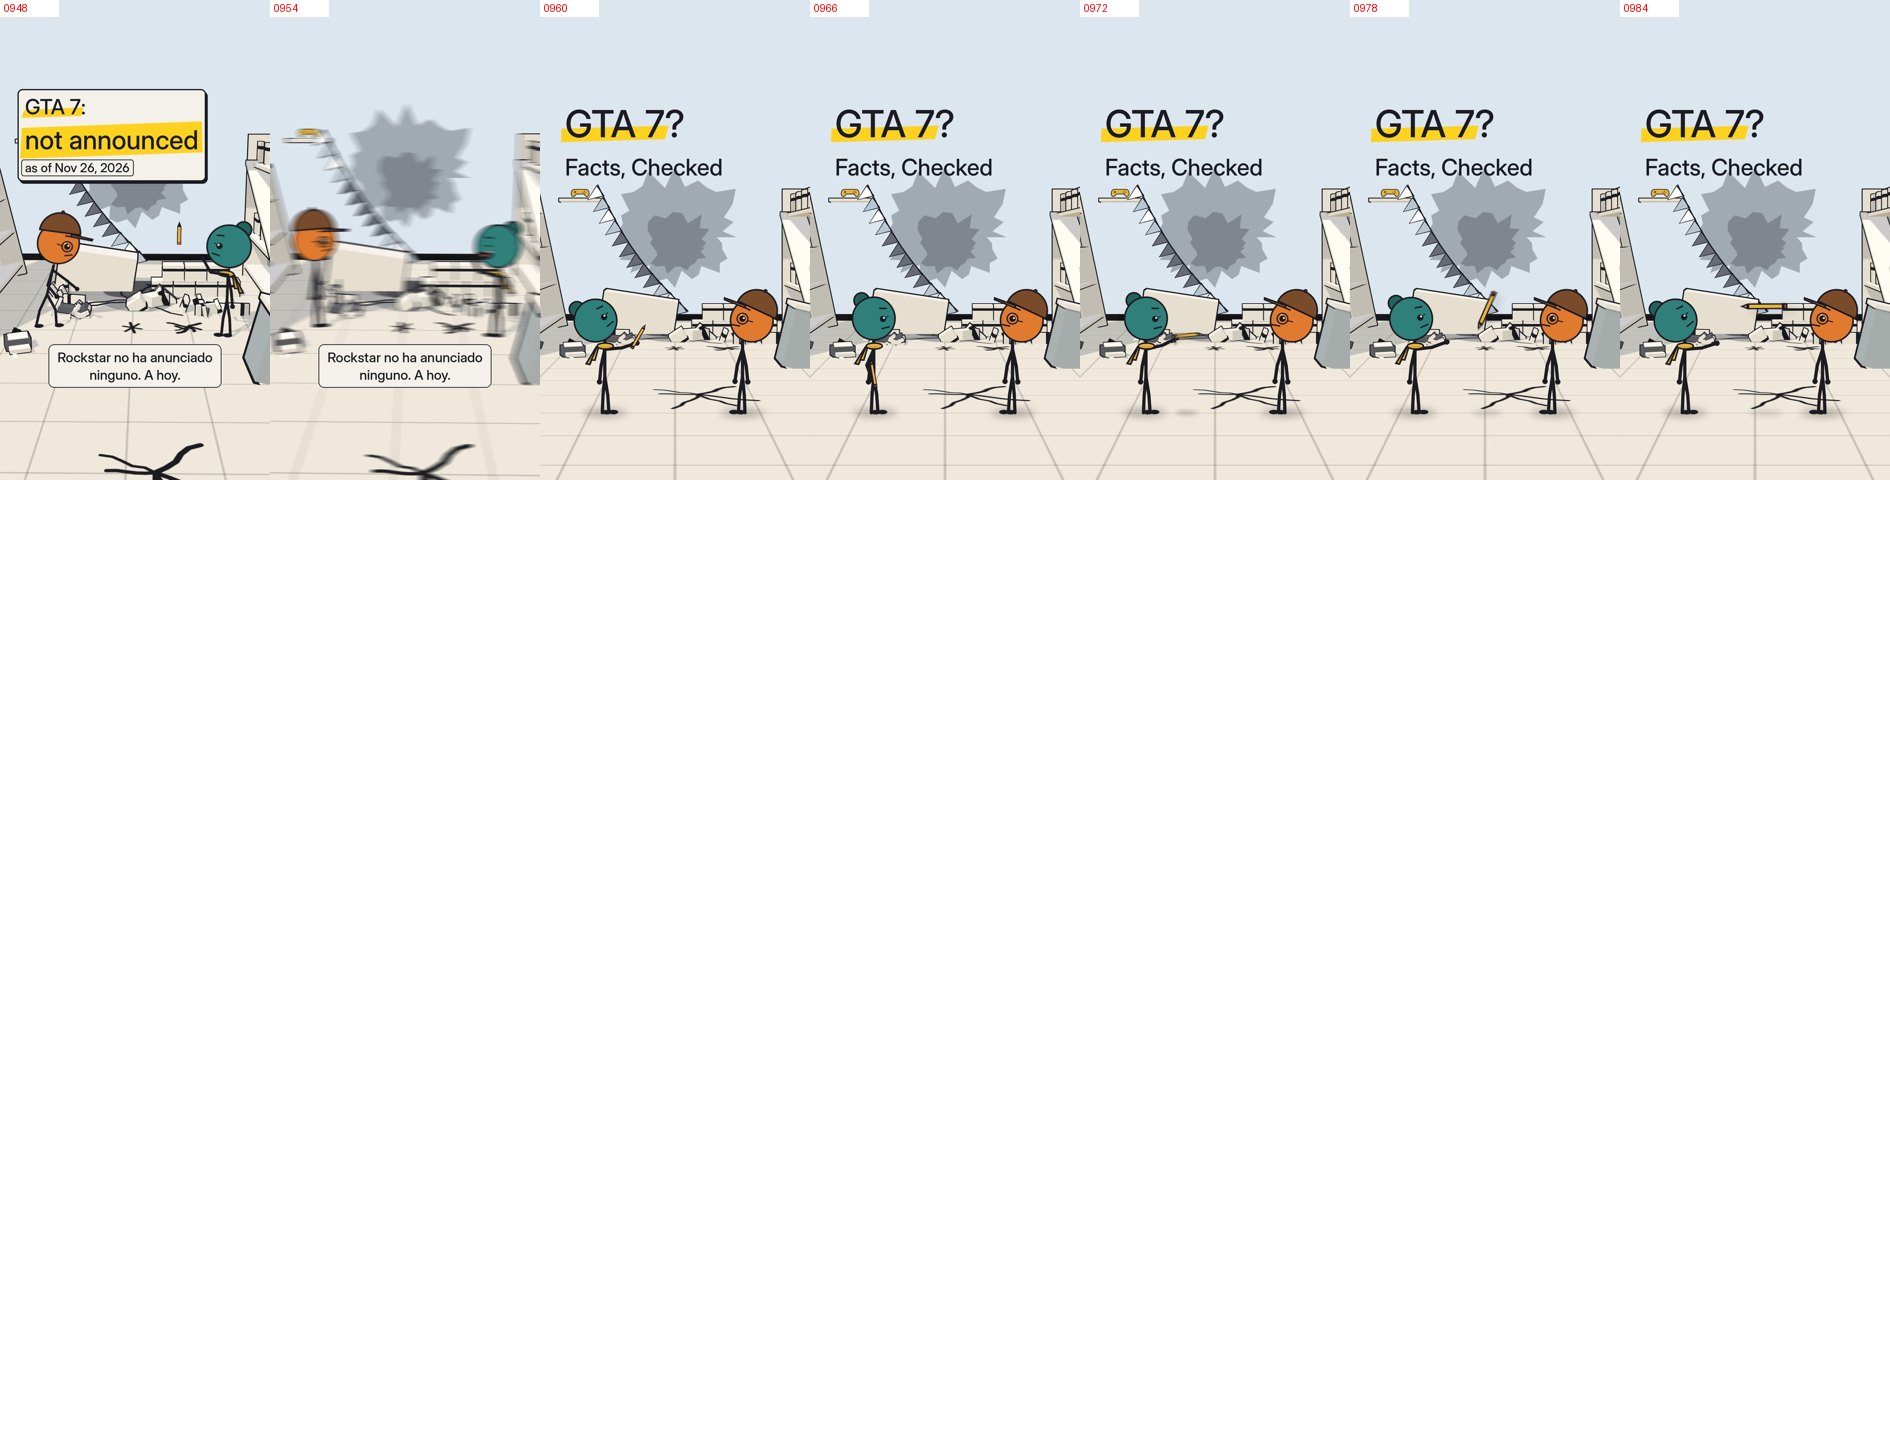 0948
0954
0960
0966
0972
0978
0984
GTA 7:
not announced
as of Nov 26, 2026
Rockstar no ha anunciado
ninguno. A hoy.
Rockstar no ha anunciado
ninguno. A hoy.
GTA 7?
Facts, Checked
GTA 7?
Facts, Checked
GTA 7?
Facts, Checked
GTA 7?
Facts, Checked
GTA 7?
Facts, Checked